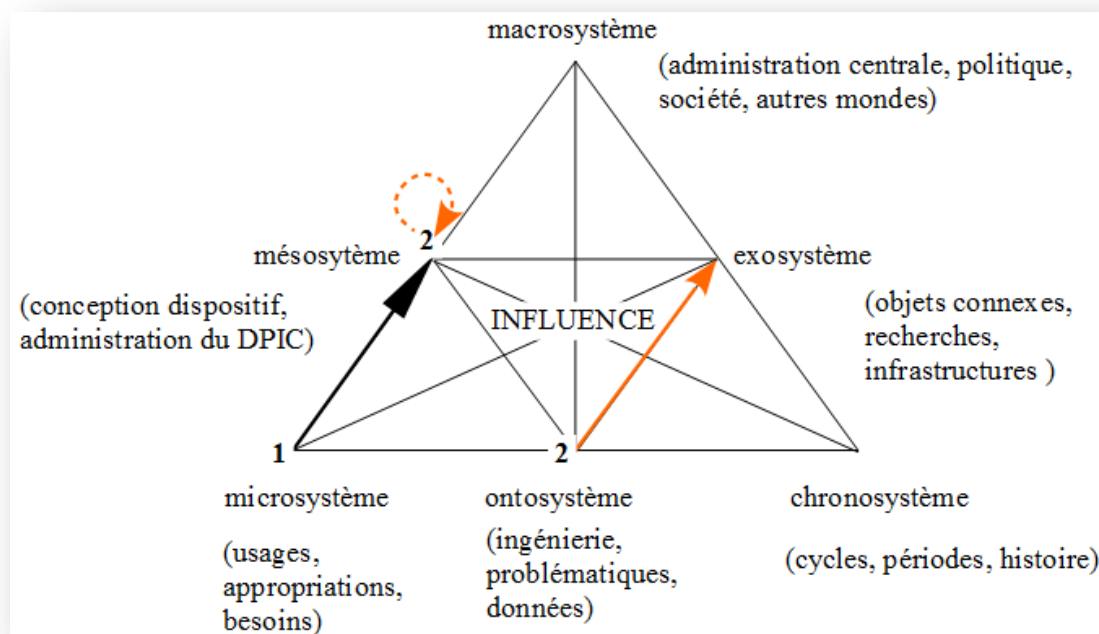 macrosystème
(administration centrale, politique,
société, autres mondes)
2
mésosytème
exosystème
(conception dispositif,
administration du DPIC)
INFLUENCE
(objets connexes,
recherches,
infrastructures )
1
2
microsystème
ontosystème
chronosystème
(usages,
appropriations,
besoins)
(ingénierie,
problématiques,
données)
(cycles, périodes, histoire)